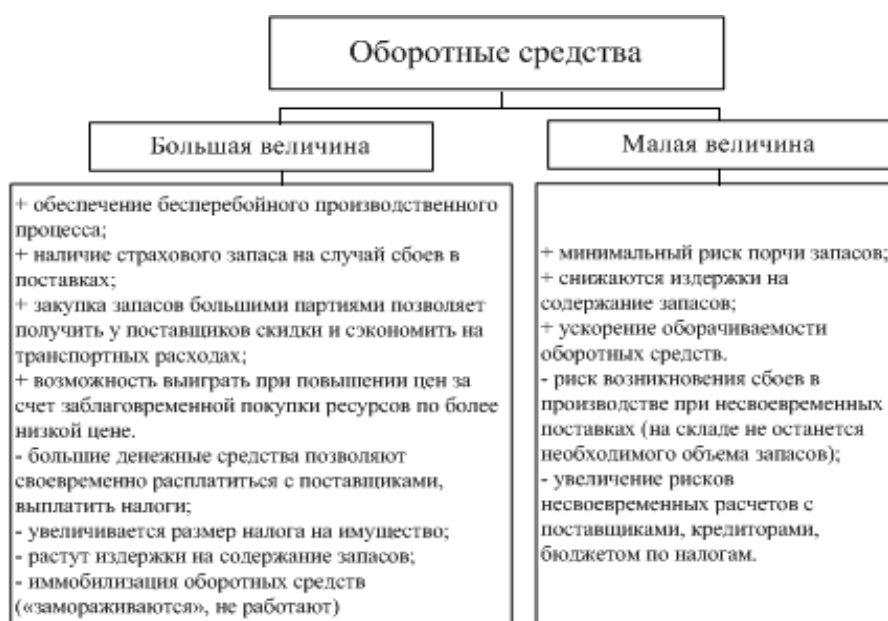 Оборотные средства
Большая величина
Малая величина
+ обеспечение бесперебойного производственного
процесса;
+ наличие страхового запаса на случай сбоев в
поставках;
+ закупка запасов большими партиями позволяет
получить у поставщиков скидки и сэкономить на
транспортных расходах;
+ возможность выиграть при повышении цен за
счет заблаговременной покупки ресурсов по более
низкой цене.
- большие денежные средства позволяют
своевременно расплатиться с поставщиками,
выплатить налоги;
- увеличивается размер налога на имущество;
- растут издержки на содержание запасов;
- иммобилизация оборотных средств
(«замораживаются», не работают)
+ минимальный риск порчи запасов;
+ снижаются издержки на
содержание запасов;
+ ускорение оборачиваемости
оборотных средств.
- риск возникновения сбоев в
производстве при несвоевременных
поставках (на складе не останется
необходимого объема запасов);
- увеличение рисков
несвоевременных расчетов с
поставщиками, кредиторами,
бюджетом по налогам.